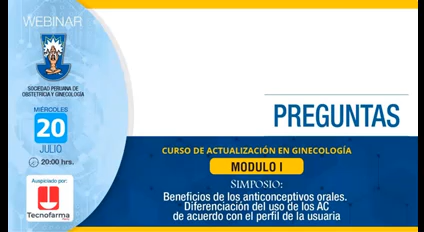 WEBINAR
SOCIEDAD PERUANA DE
OBSTETRICIA Y GINECOLOGÍA
MIÉRCOLES
20
JULIO
20:00 hrs.
Auspiciado por:
Tecnofarma
PREGUNTAS
CURSO DE ACTUALIZACIÓN EN GINECOLOGÍA
MODULO I
SIMPOSIO:
Beneficios de los anticonceptivos orales.
Diferenciación del uso de los AC
de acuerdo con el perfil de la usuaria